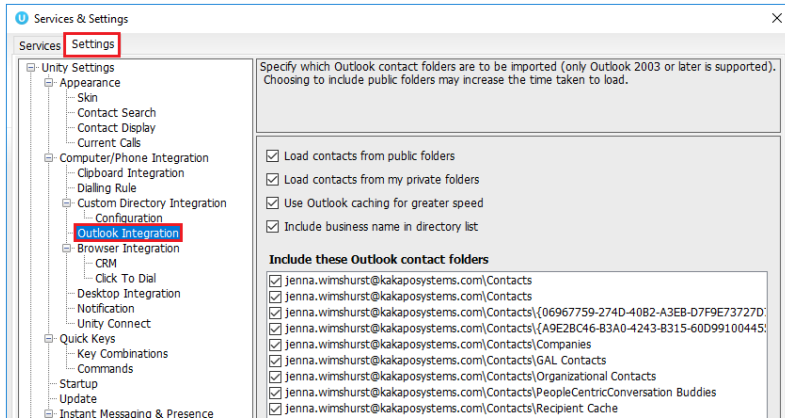 Services & Settings
Services
Settings
Unity Settings
Appearance
Skin
Contact Search
Contact Display
Current Calls
Computer/Phone Integration
Clipboard Integration
Dialling Rule
Custom Directory Integration
Configuration
Outlook Integration
Browser Integration
CRM
Click To Dial
Desktop Integration
Notification
Unity Connect
Quick Keys
Key Combinations
Commands
Startup
Update
Instant Messaging & Presence
Specify which Outlook contact folders are to be imported (only Outlook 2003 or later is supported).
Choosing to include public folders may increase the time taken to load.
Load contacts from public folders
Load contacts from my private folders
Use Outlook caching for greater speed
Include business name in directory list
Include these Outlook contact folders
jenna.wimshurst@kakaposystems.com\Contacts
jenna.wimshurst@kakaposystems.com\Contacts
jenna.wimshurst@kakaposystems.com\Contacts\{06967759-274D-40B2-A3EB-D7F9E73727D
jenna.wimshurst@kakaposystems.com\Contacts\{A9E2BC46-B3A0-4243-B315-60D99100445
jenna.wimshurst@kakaposystems.com\Contacts\Companies
jenna.wimshurst@kakaposystems.com\Contacts\GAL Contacts
jenna.wimshurst@kakaposystems.com\Contacts\Organizational Contacts
jenna.wimshurst@kakaposystems.com\Contacts\PeopleCentricConversation Buddies
jenna.wimshurst@kakaposystems.com\Contacts\Recipient Cache